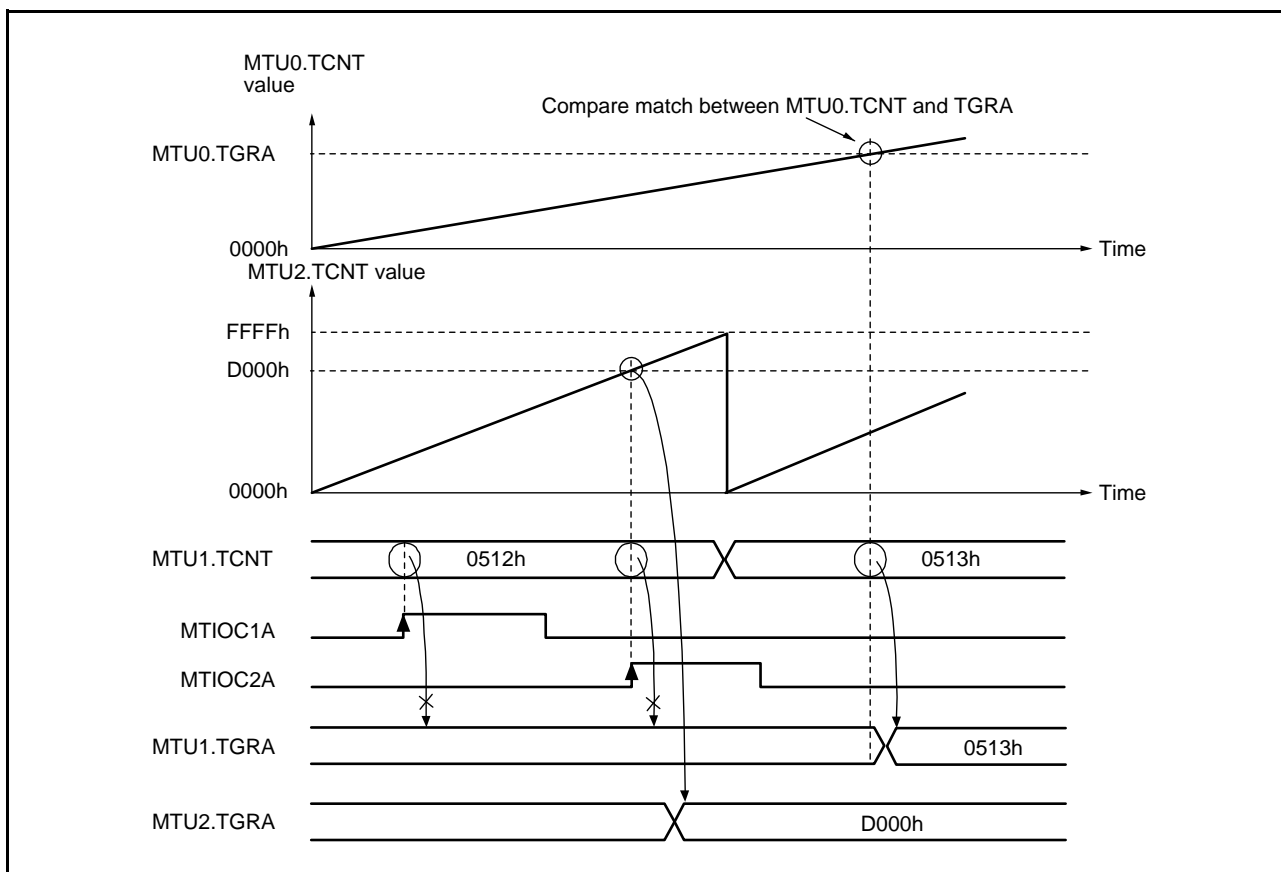 MTU0.TCNT
value
Compare match between MTU0.TCNT and TGRA
MTU0.TGRA
0000h
Time
MTU2.TCNT value
FFFFh
D000h
0000h
Time
MTU1.TCNT
0512h
0513h
MTIOC1A
MTIOC2A
MTU1.TGRA
0513h
MTU2.TGRA
D000h